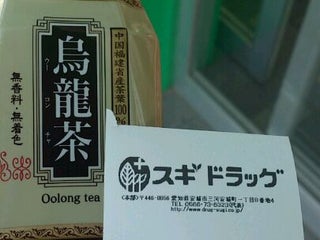 中国福建省産茶葉100%
烏龍茶
ウーロンチャ
無香料・無着色
Oolong tea
スギドラッグ
http://www.drug-sugi.co.jp